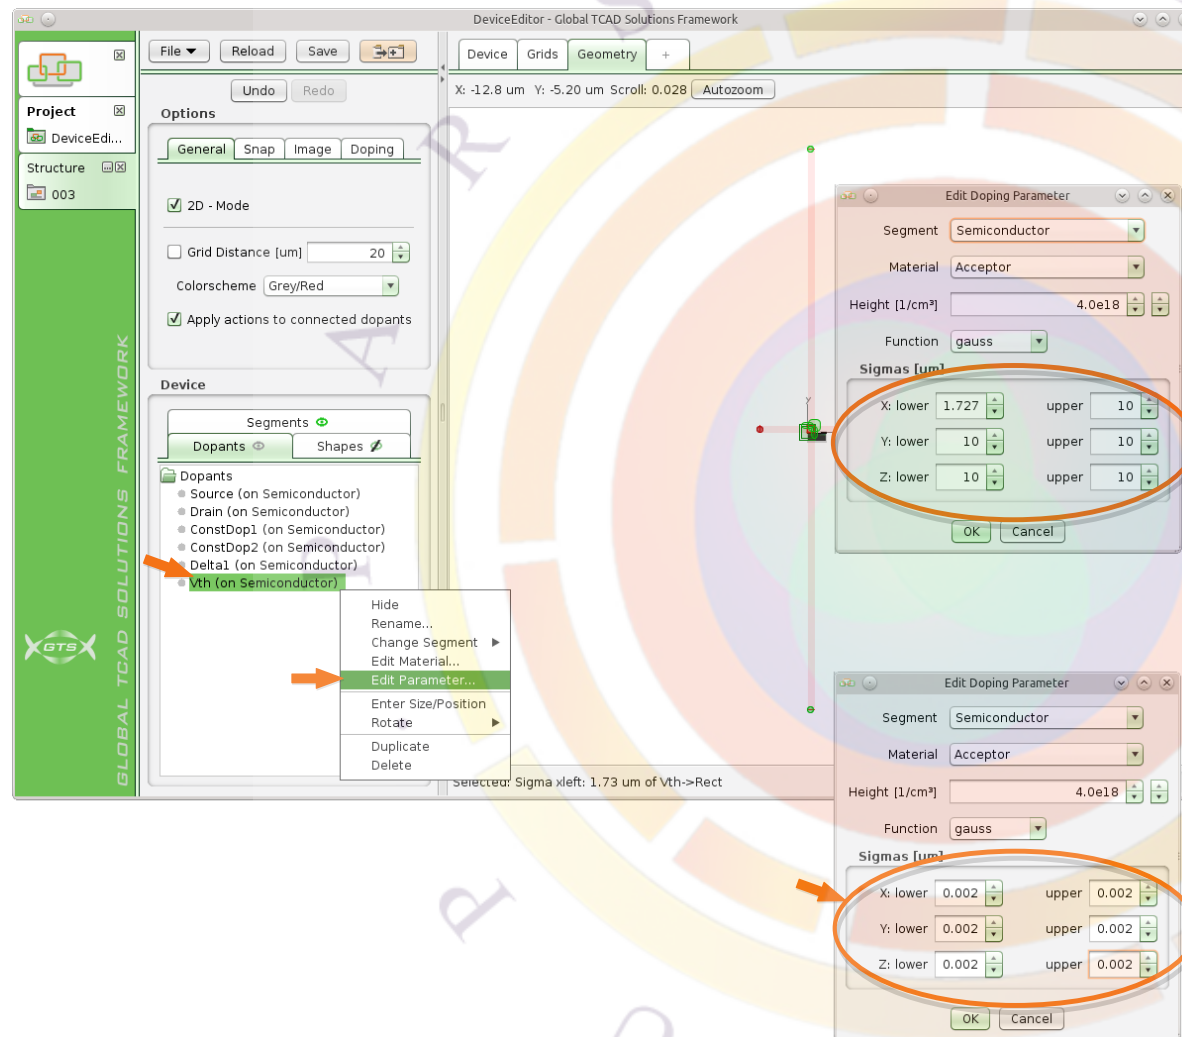 DeviceEditor - Global TCAD Solutions Framework
File Reload Save
Device Grids Geometry +
X: -12.8 um Y: -5.20 um Scroll: 0.028 Autozoom
Undo Redo
Project
DeviceEdi...
Structure
003
GLOBAL TCAD SOLUTIONS FRAMEWORK
GTS
Options
General Snap Image Doping
2D - Mode
Grid Distance [um] 20
Colorscheme Grey/Red
Apply actions to connected dopants
Device
Segments
Dopants Shapes
Dopants
Source (on Semiconductor)
Drain (on Semiconductor)
ConstDop1 (on Semiconductor)
ConstDop2 (on Semiconductor)
Delta1 (on Semiconductor)
Vth (on Semiconductor)
Hide
Rename...
Change Segment
Edit Material...
Edit Parameter...
Enter Size/Position
Rotate
Duplicate
Delete
y
Selected: Sigma xleft: 1.73 um of Vth->Rect
Edit Doping Parameter
Segment Semiconductor
Material Acceptor
Height [1/cm³] 4.0e18
Function gauss
Sigmas [um]
X: lower 1.727 upper 10
Y: lower 10 upper 10
Z: lower 10 upper 10
OK Cancel
Edit Doping Parameter
Segment Semiconductor
Material Acceptor
Height [1/cm³] 4.0e18
Function gauss
Sigmas [um]
X: lower 0.002 upper 0.002
Y: lower 0.002 upper 0.002
Z: lower 0.002 upper 0.002
OK Cancel